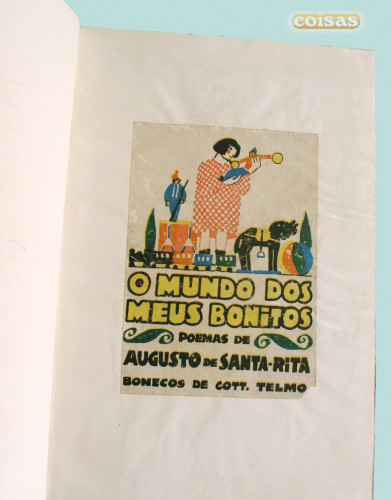 coisas
O MUNDO DOS
MEUS BONITOS
POEMAS DE
AUGUSTO DE SANTA-RITA
BONECOS DE COTT. TELMO